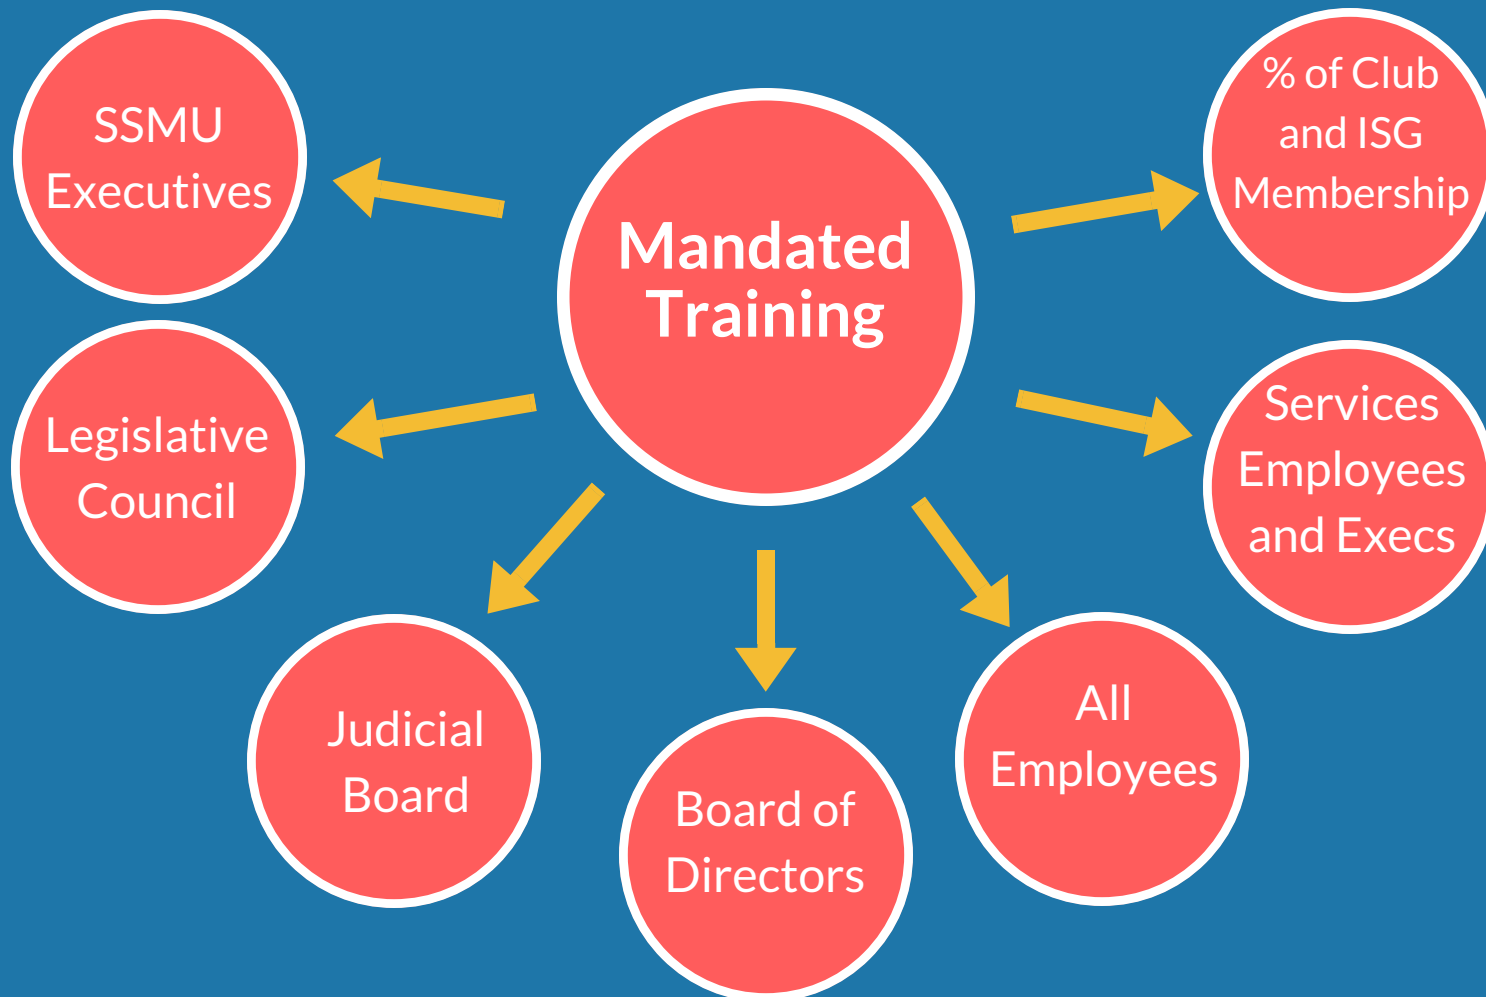 Mandated
Training
SSMU
Executives
Legislative
Council
Judicial
Board
Board of
Directors
All
Employees
Services
Employees
and Execs
% of Club
and ISG
Membership